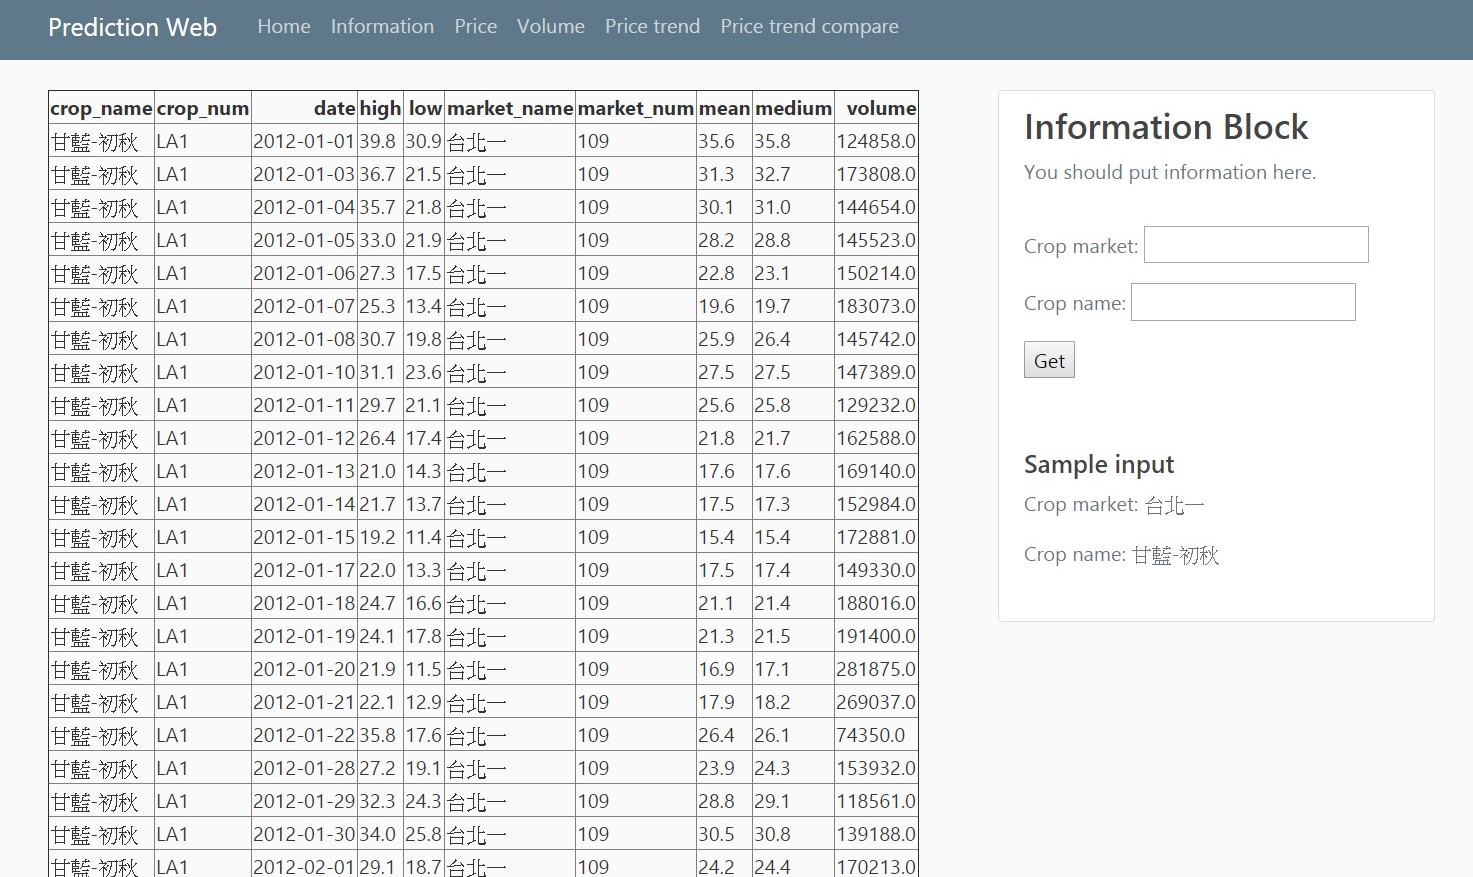 Prediction Web Home Information Price Volume Price trend Price trend compare
crop_name crop_num date high low market_name market_num mean medium volume
甘藍-初秋 LA1 2012-01-01 39.8 30.9 台北一 109 35.6 35.8 124858.0
甘藍-初秋 LA1 2012-01-03 36.7 21.5 台北一 109 31.3 32.7 173808.0
甘藍-初秋 LA1 2012-01-04 35.7 21.8 台北一 109 30.1 31.0 144654.0
甘藍-初秋 LA1 2012-01-05 33.0 21.9 台北一 109 28.2 28.8 145523.0
甘藍-初秋 LA1 2012-01-06 27.3 17.5 台北一 109 22.8 23.1 150214.0
甘藍-初秋 LA1 2012-01-07 25.3 13.4 台北一 109 19.6 19.7 183073.0
甘藍-初秋 LA1 2012-01-08 30.7 19.8 台北一 109 25.9 26.4 145742.0
甘藍-初秋 LA1 2012-01-10 31.1 23.6 台北一 109 27.5 27.5 147389.0
甘藍-初秋 LA1 2012-01-11 29.7 21.1 台北一 109 25.6 25.8 129232.0
甘藍-初秋 LA1 2012-01-12 26.4 17.4 台北一 109 21.8 21.7 162588.0
甘藍-初秋 LA1 2012-01-13 21.0 14.3 台北一 109 17.6 17.6 169140.0
甘藍-初秋 LA1 2012-01-14 21.7 13.7 台北一 109 17.5 17.3 152984.0
甘藍-初秋 LA1 2012-01-15 19.2 11.4 台北一 109 15.4 15.4 172881.0
甘藍-初秋 LA1 2012-01-17 22.0 13.3 台北一 109 17.5 17.4 149330.0
甘藍-初秋 LA1 2012-01-18 24.7 16.6 台北一 109 21.1 21.4 188016.0
甘藍-初秋 LA1 2012-01-19 24.1 17.8 台北一 109 21.3 21.5 191400.0
甘藍-初秋 LA1 2012-01-20 21.9 11.5 台北一 109 16.9 17.1 281875.0
甘藍-初秋 LA1 2012-01-21 22.1 12.9 台北一 109 17.9 18.2 269037.0
甘藍-初秋 LA1 2012-01-22 35.8 17.6 台北一 109 26.4 26.1 74350.0
甘藍-初秋 LA1 2012-01-28 27.2 19.1 台北一 109 23.9 24.3 153932.0
甘藍-初秋 LA1 2012-01-29 32.3 24.3 台北一 109 28.8 29.1 118561.0
甘藍-初秋 LA1 2012-01-30 34.0 25.8 台北一 109 30.5 30.8 139188.0
甘藍-初秋 LA1 2012-02-01 29.1 18.7 台北一 109 24.2 24.4 170213.0
Information Block
You should put information here.
Crop market:
Crop name:
Get
Sample input
Crop market: 台北一
Crop name: 甘藍-初秋